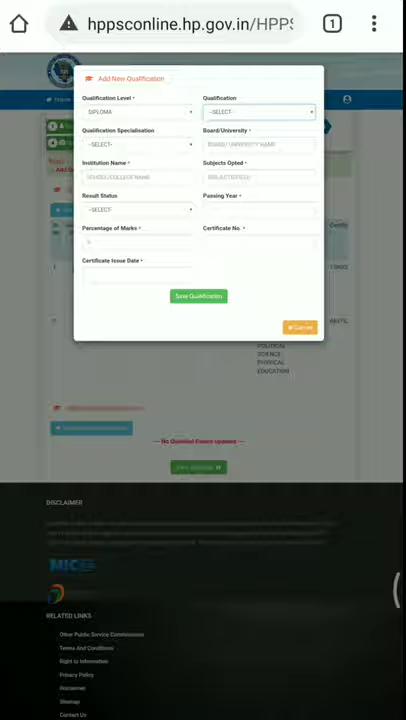 hppsconline.hp.gov.in/HPPS
1
Home
Add New Qualification
Qualification Level *
Qualification
DIPLOMA
--SELECT--
Qualification Specialisation
Board/University *
--SELECT-
BOARD/ UNIVERSITY NAME
Institution Name *
Subjects Opted *
SCHOOL/COLLEGE NAME
Result Status
Passing Year *
--SELECT-
Percentage of Marks *
Certificate No. *
%
Certificate Issue Date *
Save Qualification
Cancel
POLITICAL
SCIENCE
PHYSICAL
EDUCATION
--- No Qualified Exams Updated ---
DISCLAIMER
NIC
RELATED LINKS
Other Public Service Commissions
Terms And Conditions
Right to Information
Privacy Policy
Disclaimer
Sitemap
Contact Us